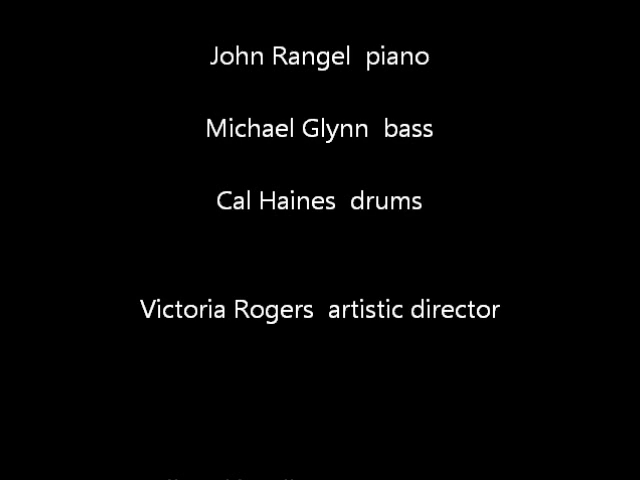 John Rangel  piano
Michael Glynn  bass
Cal Haines  drums
Victoria Rogers  artistic director